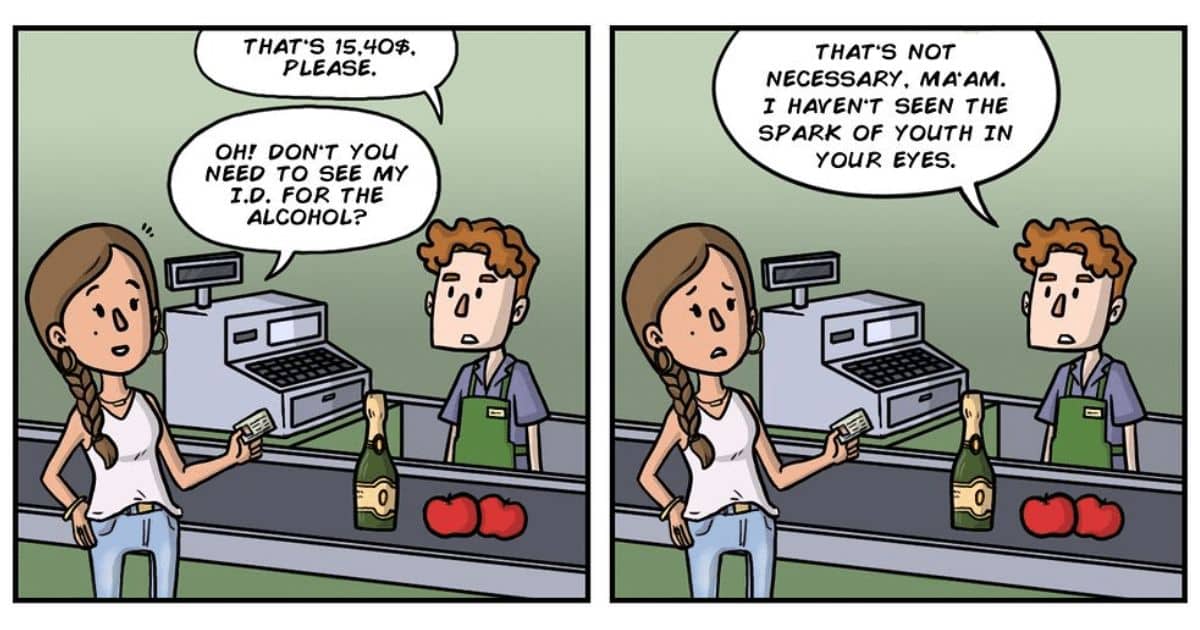 THAT'S 15,40$,
PLEASE.
OH! DON'T YOU
NEED TO SEE MY
I.D. FOR THE
ALCOHOL?
THAT'S NOT
NECESSARY, MA'AM.
I HAVEN'T SEEN THE
SPARK OF YOUTH IN
YOUR EYES.